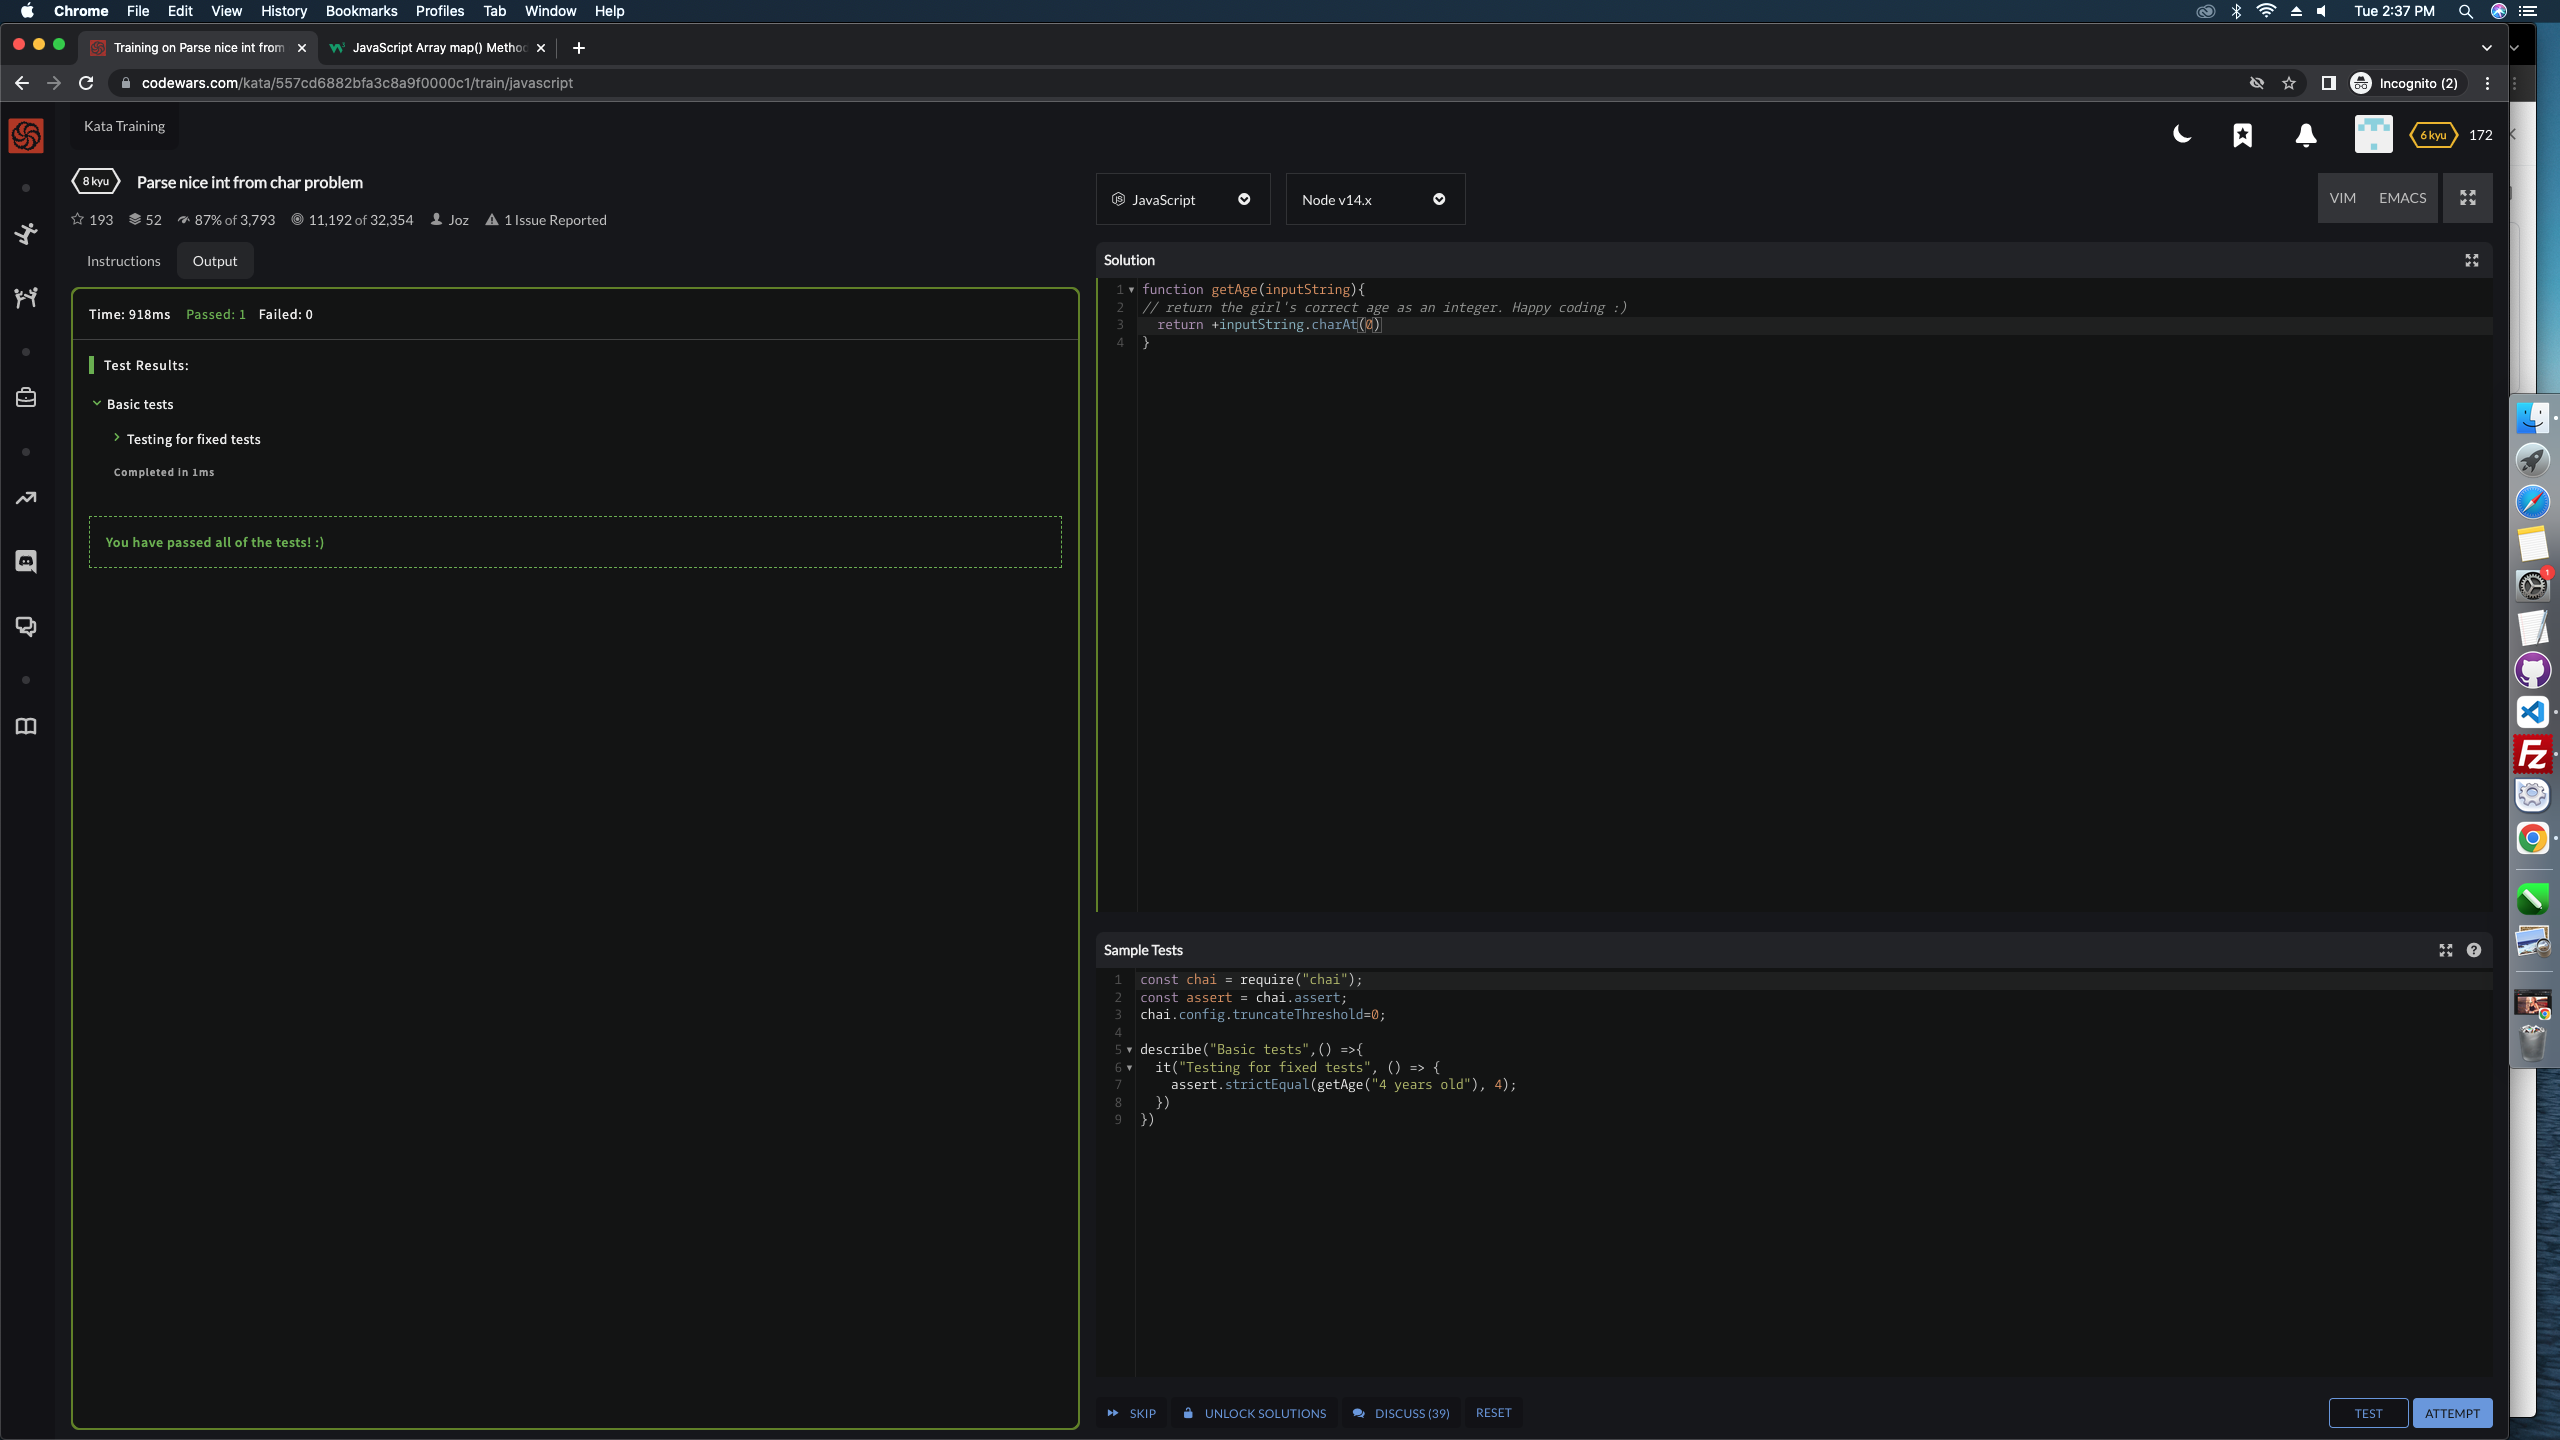 Chrome File Edit View History Bookmarks Profiles Tab Window Help
Tue 2:37 PM
Training on Parse nice int from
JavaScript Array map() Metho
codewars.com/kata/557cd6882bfa3c8a9f0000c1/train/javascript
Incognito (2)
Kata Training
6 kyu 172
8 kyu Parse nice int from char problem
193 52 87% of 3,793 11,192 of 32,354 Joz 1 Issue Reported
JavaScript
Node v14.x
VIM EMACS
Instructions Output
Time: 918ms Passed: 1 Failed: 0
Test Results:
Basic tests
Testing for fixed tests
Completed in 1ms
You have passed all of the tests! :)
Solution
1 function getAge(inputString){
2 // return the girl's correct age as an integer. Happy coding :)
3 return +inputString.charAt(0)
4 }
Sample Tests
1 const chai = require("chai");
2 const assert = chai.assert;
3 chai.config.truncateThreshold=0;
4
5 describe("Basic tests",() =>{
6 it("Testing for fixed tests", () => {
7 assert.strictEqual(getAge("4 years old"), 4);
8 })
9 })
SKIP UNLOCK SOLUTIONS DISCUSS (39) RESET
TEST ATTEMPT
1
Fz